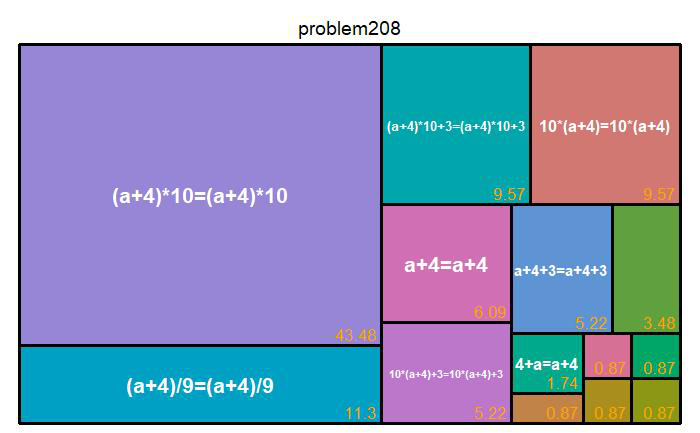 problem208
(a+4)*10=(a+4)*10
43.48
(a+4)/9=(a+4)/9
11.3
(a+4)*10+3=(a+4)*10+3
9.57
10*(a+4)=10*(a+4)
9.57
a+4=a+4
6.09
10*(a+4)+3=10*(a+4)+3
5.22
a+4+3=a+4+3
5.22
3.48
4+a=a+4
1.74
0.87
0.87
0.87
0.87
0.87